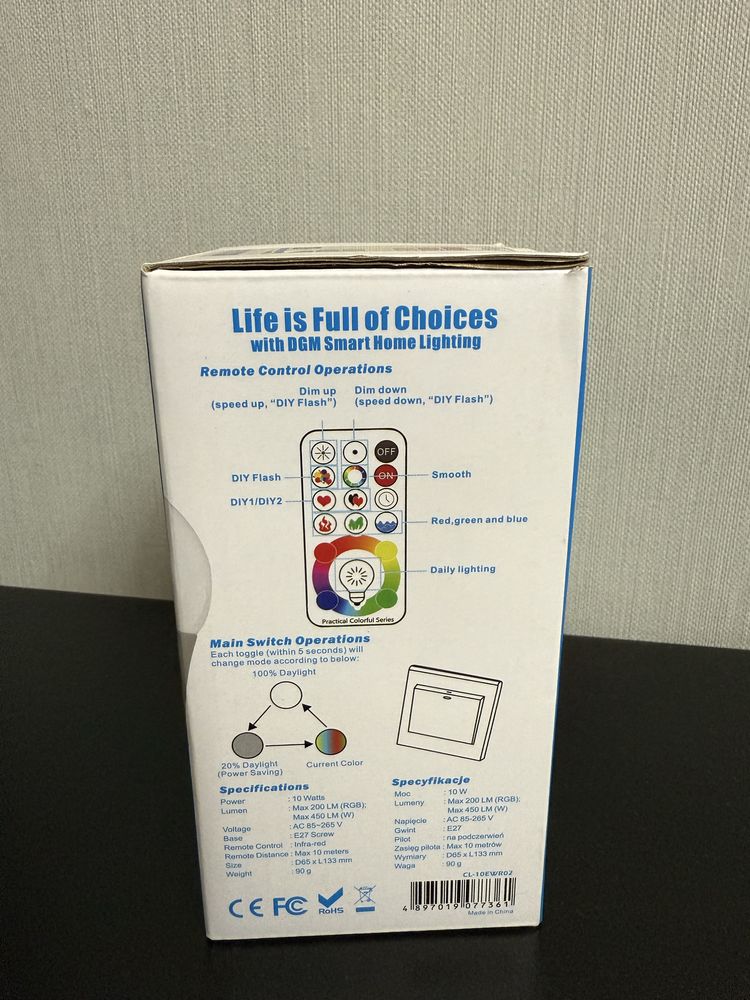 Life is Full of Choices
with DGM Smart Home Lighting
Remote Control Operations
Dim up
(speed up, “DIY Flash”)
Dim down
(speed down, “DIY Flash”)
OFF
DIY Flash
ON
Smooth
DIY1/DIY2
Red,green and blue
Daily lighting
Practical Colorful Series
Main Switch Operations
Each toggle (within 5 seconds) will
change mode according to below:
100% Daylight
20% Daylight
(Power Saving)
Current Color
Specifications
Power : 10 Watts
Lumen : Max 200 LM (RGB);
Max 450 LM (W)
Voltage : AC 85~265 V
Base : E27 Screw
Remote Control : Infra-red
Remote Distance : Max 10 meters
Size : D65 x L133 mm
Weight : 90 g
Specyfikacje
Moc : 10 W
Lumeny : Max 200 LM (RGB);
Max 450 LM (W)
Napięcie : AC 85-265 V
Gwint : E27
Pilot : na podczerwień
Zasięg pilota : Max 10 metrów
Wymiary : D65 x L133 mm
Waga : 90 g
CL-10EWR02
CE FC RoHS
4 897019 077361
Made in China